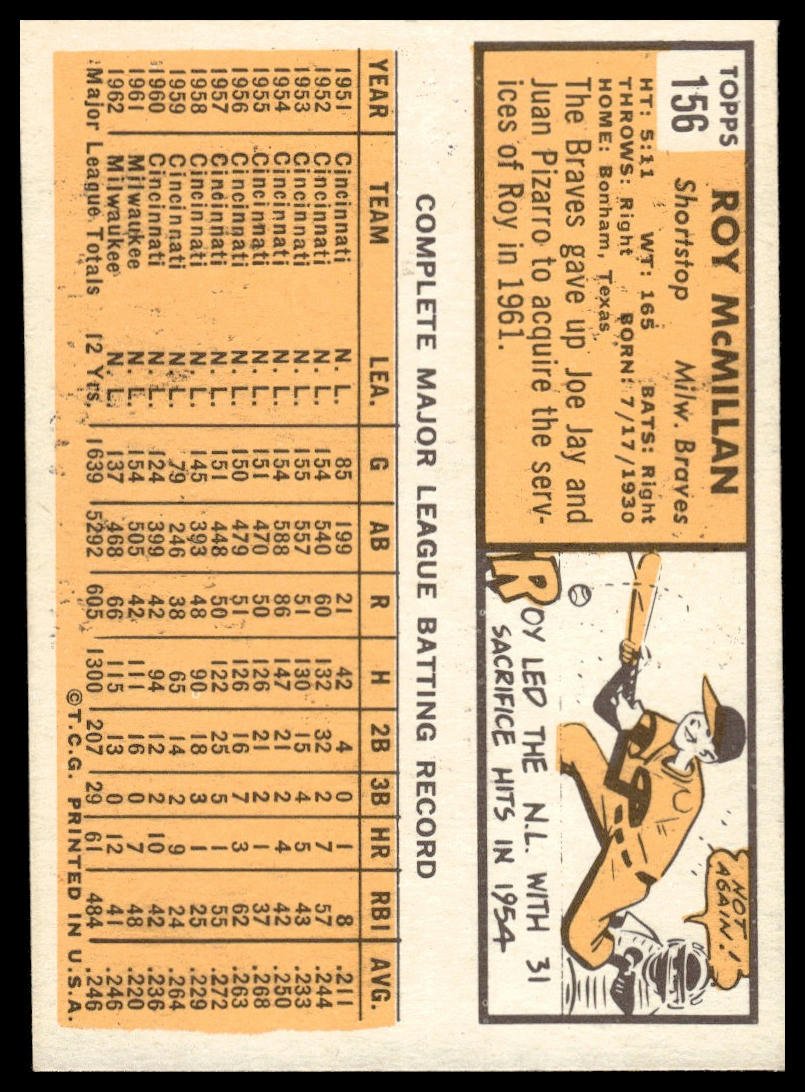 TOPPS
156
ROY McMILLAN
Shortstop Milw. Braves
HT: 5:11 WT: 165 BATS: Right
THROWS: Right BORN: 7/17/1930
HOME: Bonham, Texas
The Braves gave up Joe Jay and
Juan Pizarro to acquire the serv-
ices of Roy in 1961.
NOT
AGAIN!
ROY LED THE N.L. WITH 31
SACRIFICE HITS IN 1954
COMPLETE MAJOR LEAGUE BATTING RECORD
YEAR TEAM LEA. G AB R H 2B 3B HR RBI AVG.
1951 Cincinnati N. L. 85 199 21 42 4 0 1 8 .211
1952 Cincinnati N. L. 154 540 60 132 32 2 7 57 .244
1953 Cincinnati N. L. 155 557 51 130 15 4 5 43 .233
1954 Cincinnati N. L. 154 588 86 147 21 2 4 42 .250
1955 Cincinnati N. L. 151 470 50 126 21 2 1 37 .268
1956 Cincinnati N. L. 150 479 51 126 16 7 3 62 .263
1957 Cincinnati N. L. 151 448 50 122 25 5 1 55 .272
1958 Cincinnati N. L. 145 393 48 90 18 3 1 25 .229
1959 Cincinnati N. L. 79 246 38 65 14 2 9 24 .264
1960 Cincinnati N. L. 124 399 42 94 12 2 10 42 .236
1961 Milwaukee N. L. 154 505 42 111 16 0 7 48 .220
1962 Milwaukee N. L. 137 468 66 115 13 0 12 41 .246
Major League Totals 12 Yrs. 1639 5292 605 1300 207 29 61 484 .246
©T.C.G. PRINTED IN U.S.A.